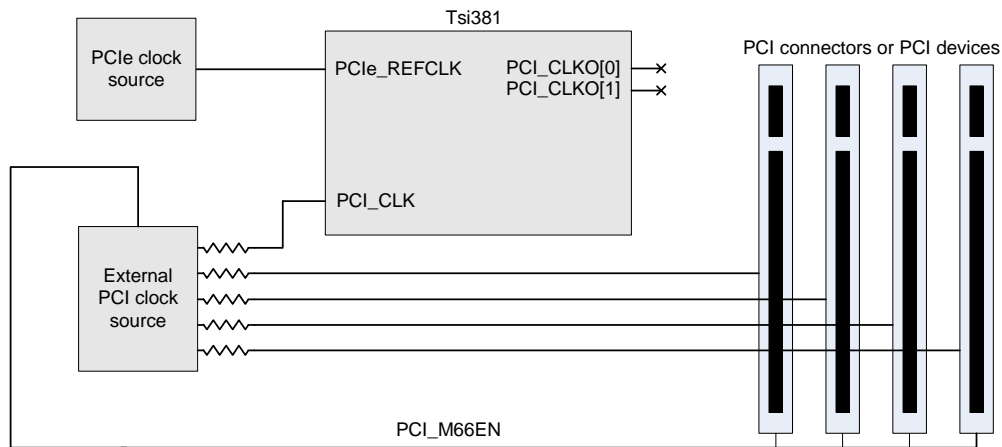 Tsi381
PCIe clock
source
PCIe_REFCLK
PCI_CLKO[0]
PCI_CLKO[1]
PCI connectors or PCI devices
PCI_CLK
External
PCI clock
source
PCI_M66EN